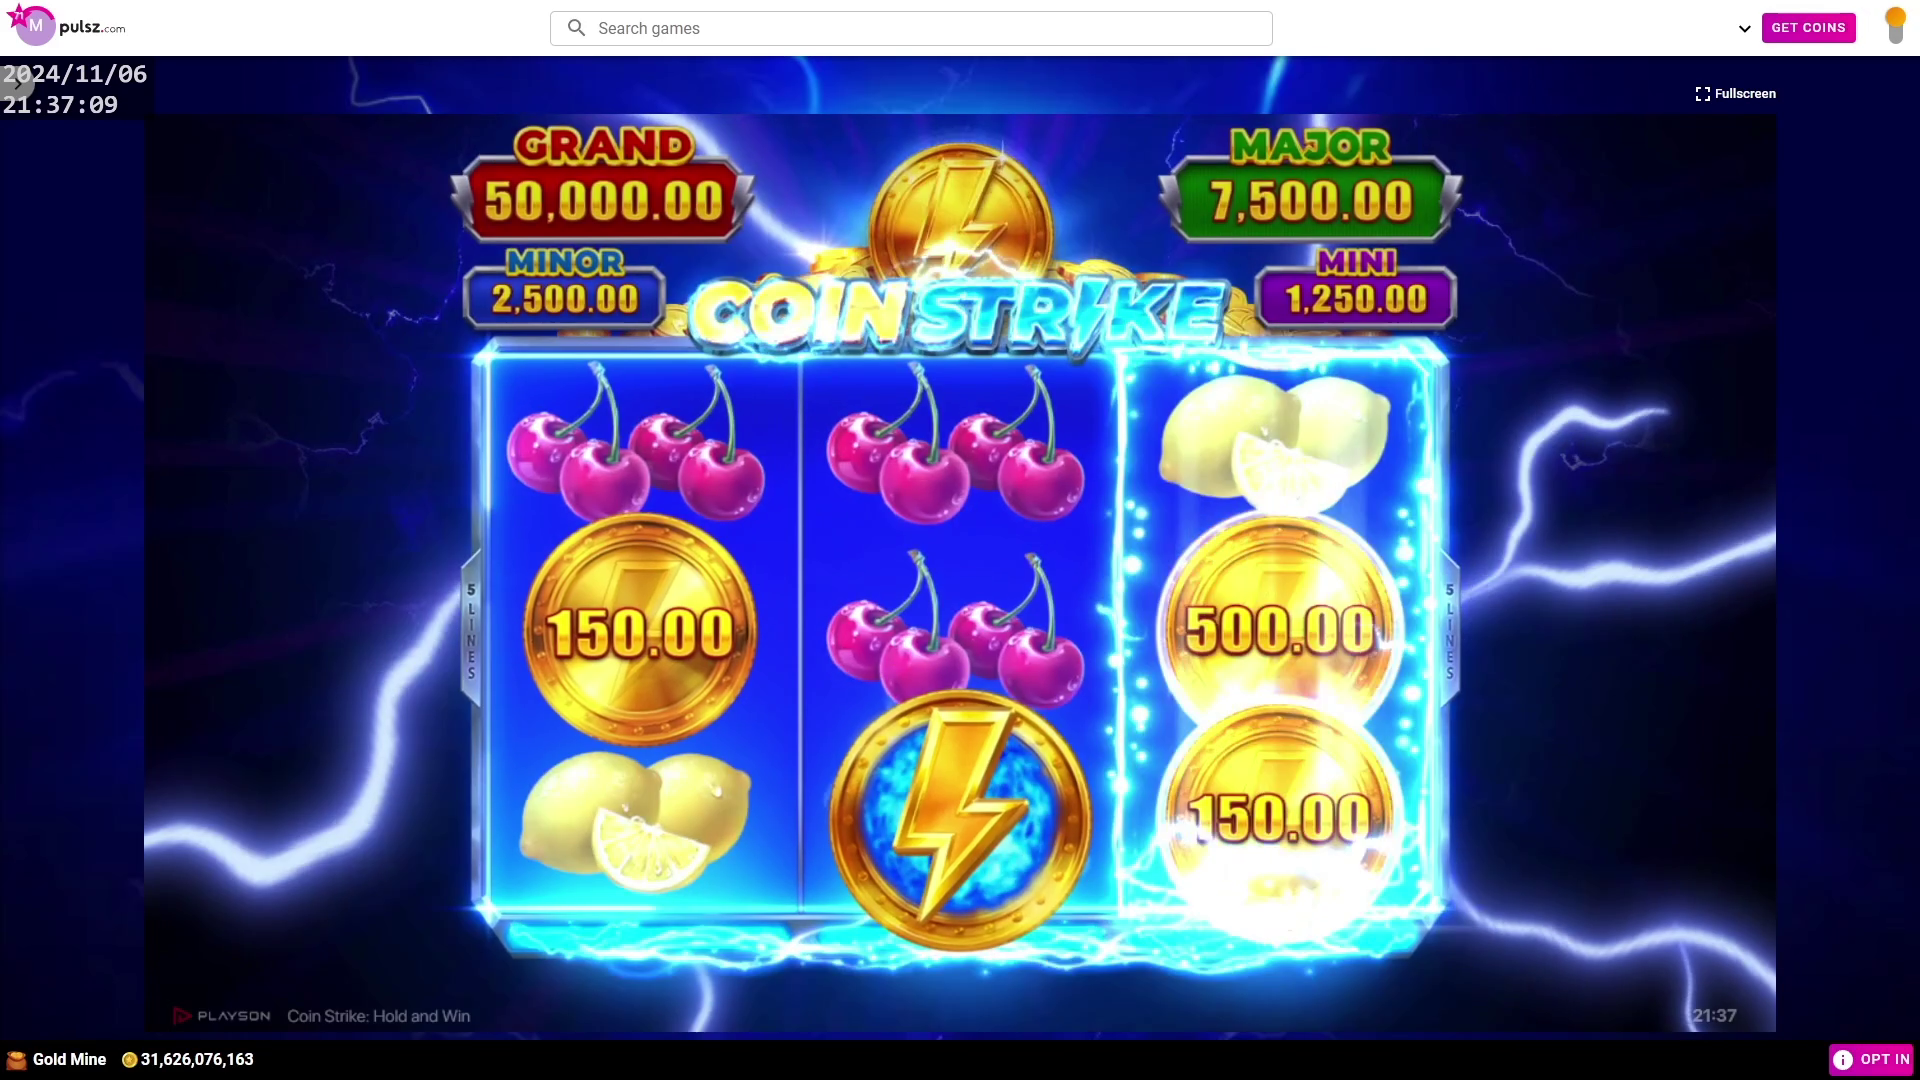 71
M
pulsz.com
Search games
GET COINS
2024/11/06
21:37:09
Fullscreen
GRAND
50,000.00
MAJOR
7,500.00
MINOR
2,500.00
MINI
1,250.00
COIN STRIKE
5 LINES
5 LINES
150.00
500.00
150.00
PLAYSON
Coin Strike: Hold and Win
21:37
Gold Mine
31,626,076,163
OPT IN